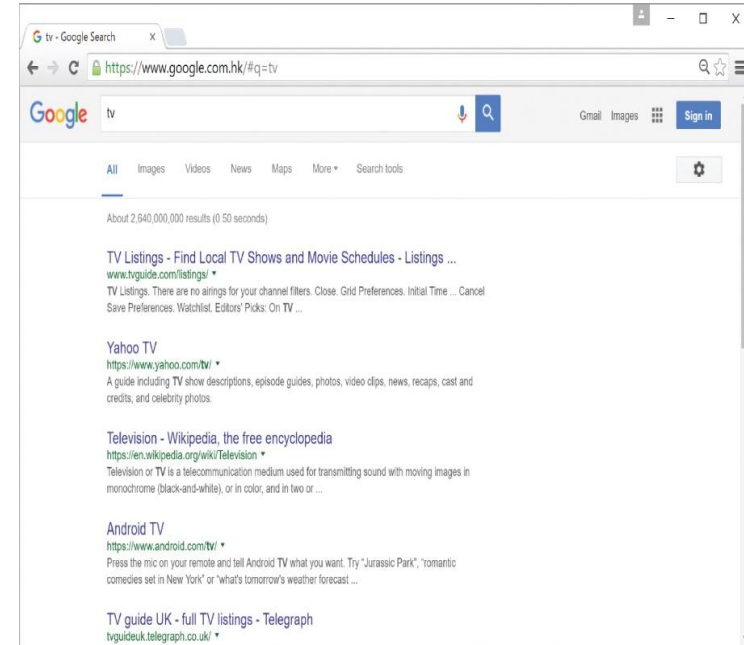 tv - Google Search
https://www.google.com.hk/#q=tv
Google tv Gmail Images Sign in
All Images Videos News Maps More Search tools
About 2,640,000,000 results (0.50 seconds)
TV Listings - Find Local TV Shows and Movie Schedules - Listings ...
www.tvguide.com/listings/
TV Listings. There are no airings for your channel filters. Close. Grid Preferences. Initial Time ... Cancel
Save Preferences. Watchlist. Editors' Picks: On TV ...
Yahoo TV
https://www.yahoo.com/tv/
A guide including TV show descriptions, episode guides, photos, video clips, news, recaps, cast and
credits, and celebrity photos.
Television - Wikipedia, the free encyclopedia
https://en.wikipedia.org/wiki/Television
Television or TV is a telecommunication medium used for transmitting sound with moving images in
monochrome (black-and-white), or in color, and in two or ...
Android TV
https://www.android.com/tv/
Press the mic on your remote and tell Android TV what you want. Try “Jurassic Park”, “romantic
comedies set in New York” or “what's tomorrow's weather forecast ...
TV guide UK - full TV listings - Telegraph
tvguideuk.telegraph.co.uk/